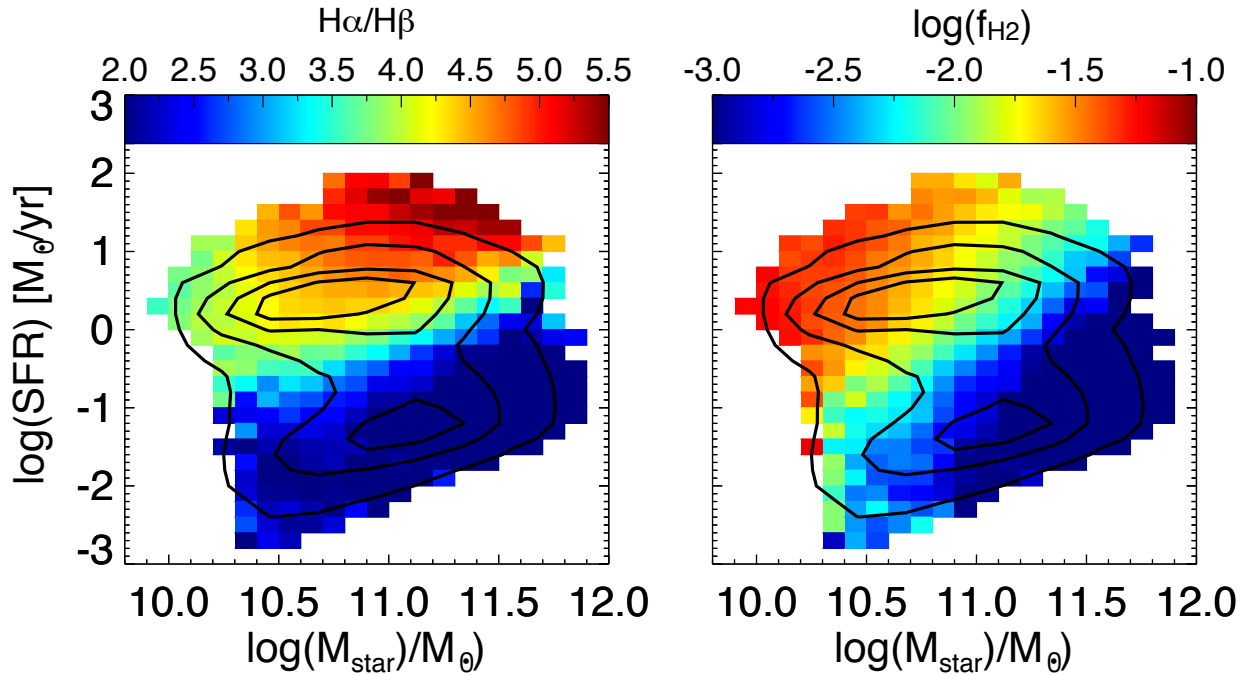 Hα/Hβ
2.0 2.5 3.0 3.5 4.0 4.5 5.0 5.5
log(f_H2)
-3.0 -2.5 -2.0 -1.5 -1.0
3
2
1
0
-1
-2
-3
log(SFR) [M_θ/yr]
10.0 10.5 11.0 11.5 12.0
log(M_star)/M_θ)
10.0 10.5 11.0 11.5 12.0
log(M_star)/M_θ)